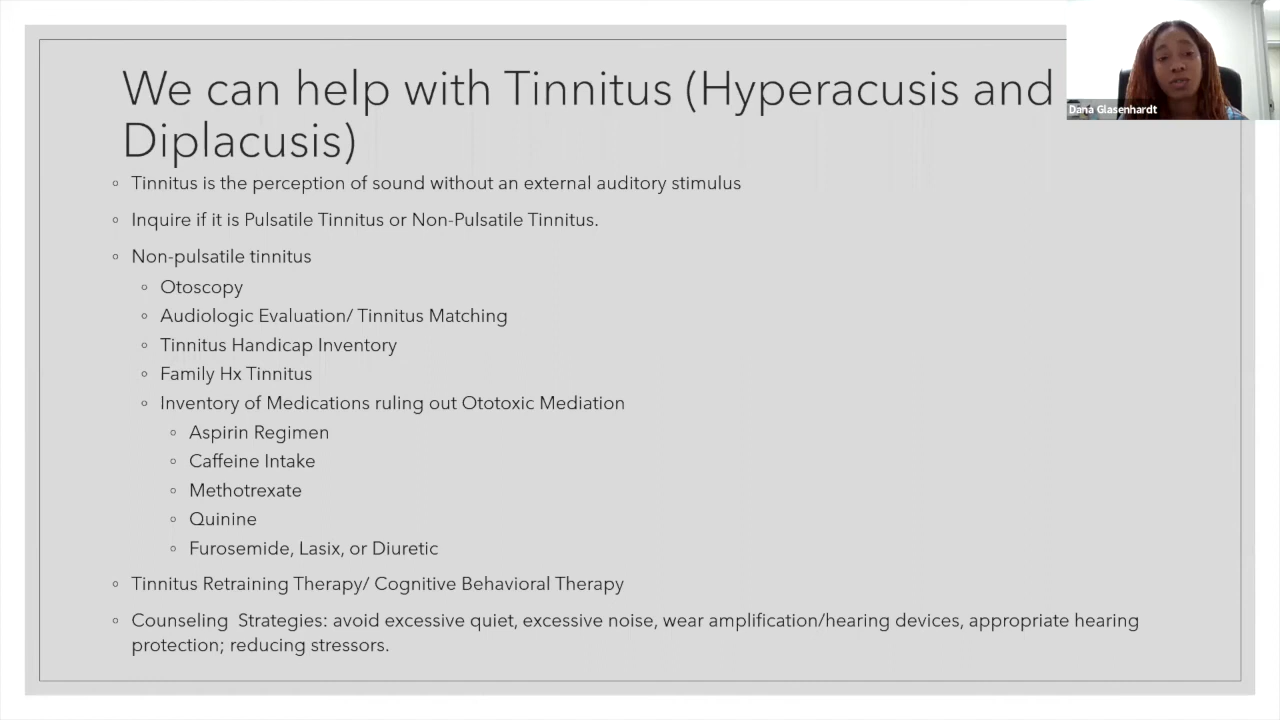 We can help with Tinnitus (Hyperacusis and
Diplacusis)
Dana Glasenhardt
◦ Tinnitus is the perception of sound without an external auditory stimulus
◦ Inquire if it is Pulsatile Tinnitus or Non-Pulsatile Tinnitus.
◦ Non-pulsatile tinnitus
◦ Otoscopy
◦ Audiologic Evaluation/ Tinnitus Matching
◦ Tinnitus Handicap Inventory
◦ Family Hx Tinnitus
◦ Inventory of Medications ruling out Ototoxic Mediation
◦ Aspirin Regimen
◦ Caffeine Intake
◦ Methotrexate
◦ Quinine
◦ Furosemide, Lasix, or Diuretic
◦ Tinnitus Retraining Therapy/ Cognitive Behavioral Therapy
◦ Counseling  Strategies: avoid excessive quiet, excessive noise, wear amplification/hearing devices, appropriate hearing
protection; reducing stressors.